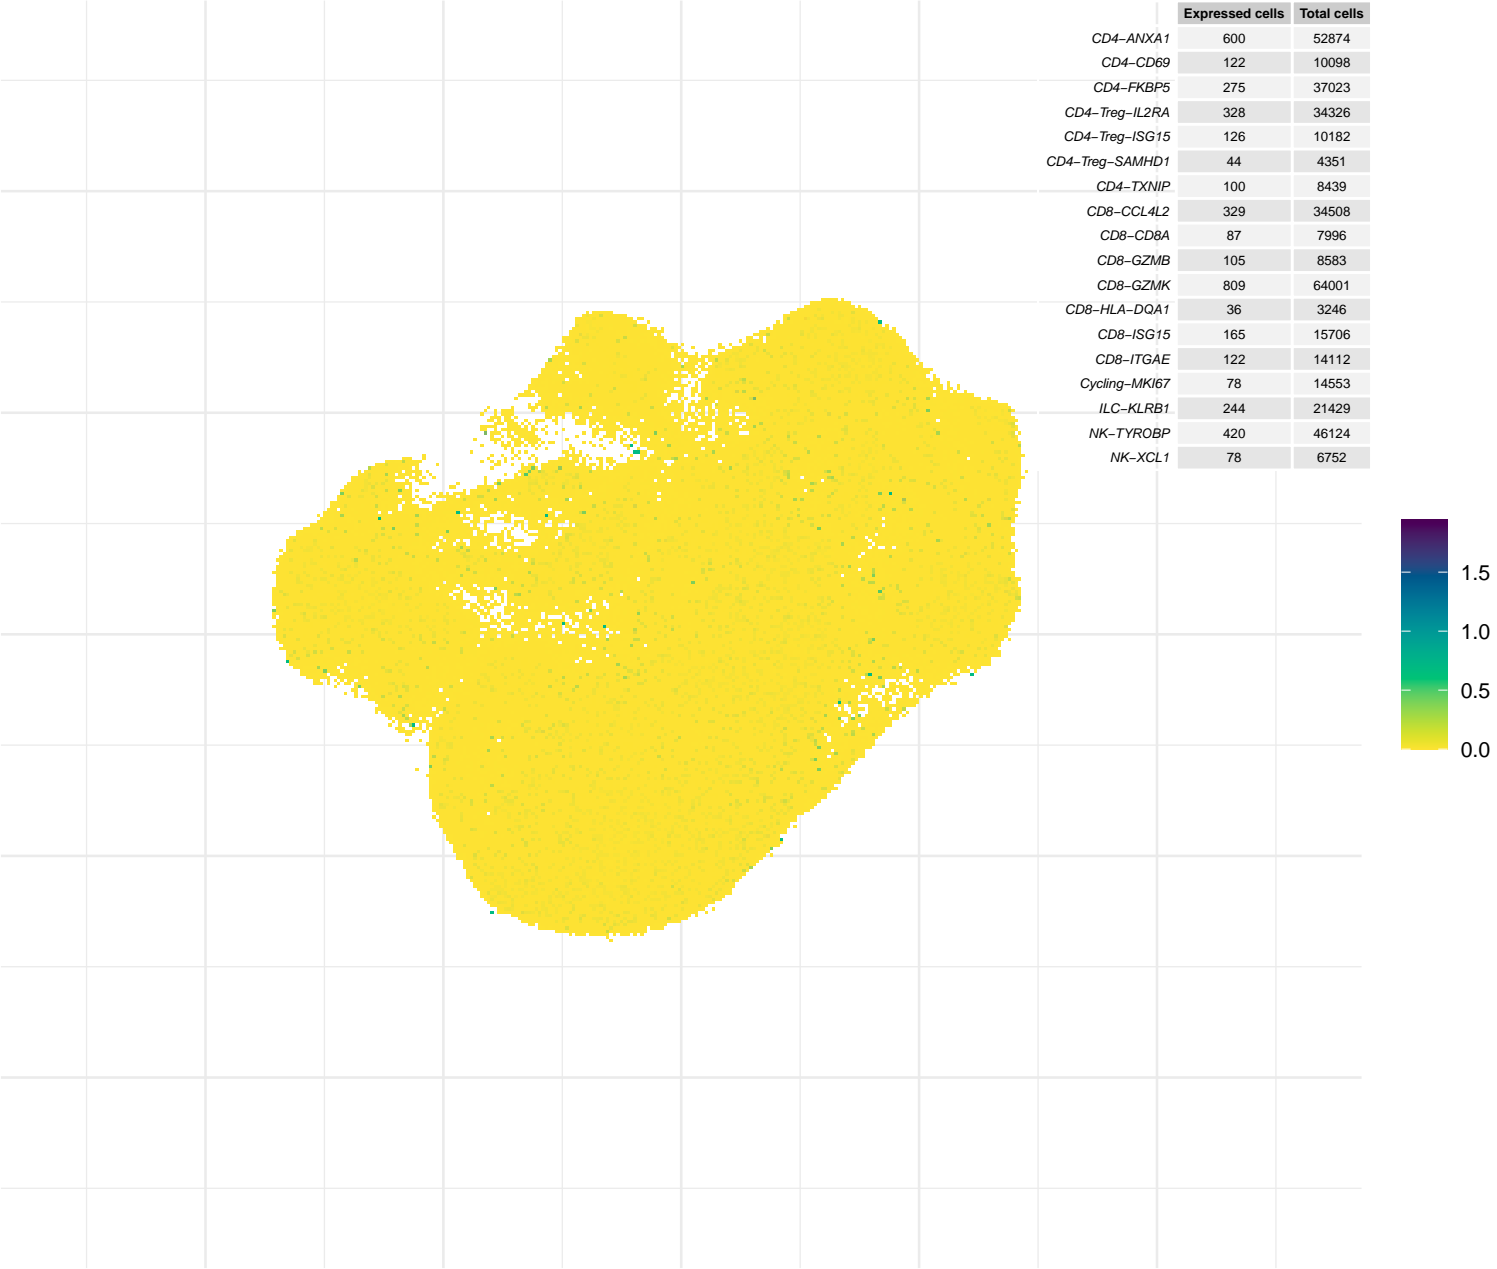 Expressed cells Total cells
CD4−ANXA1 600 52874
CD4−CD69 122 10098
CD4−FKBP5 275 37023
CD4−Treg−IL2RA 328 34326
CD4−Treg−ISG15 126 10182
CD4−Treg−SAMHD1 44 4351
CD4−TXNIP 100 8439
CD8−CCL4L2 329 34508
CD8−CD8A 87 7996
CD8−GZMB 105 8583
CD8−GZMK 809 64001
CD8−HLA−DQA1 36 3246
CD8−ISG15 165 15706
CD8−ITGAE 122 14112
Cycling−MKI67 78 14553
ILC−KLRB1 244 21429
NK−TYROBP 420 46124
NK−XCL1 78 6752
1.5
1.0
0.5
0.0